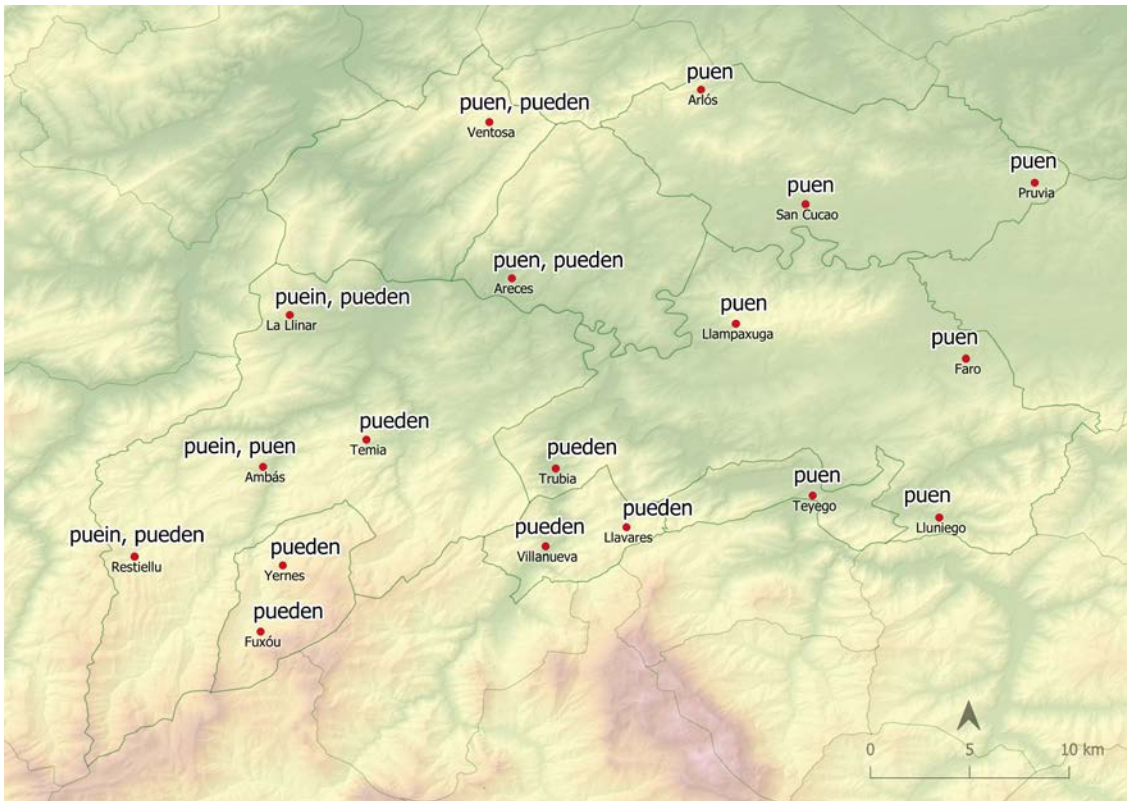 puen
Arlós
puen, pueden
Ventosa
puen
Pruvia
puen
San Cucao
puen, pueden
Areces
puein, pueden
La Llinar
puen
Llampaxuga
puen
Faro
pueden
Temia
puein, puen
Ambás
pueden
Trubia
puen
Teyego
puen
Lluniego
pueden
Llavares
pueden
Villanueva
puein, pueden
Restiellu
pueden
Yernes
pueden
Fuxóu
0 5 10 km